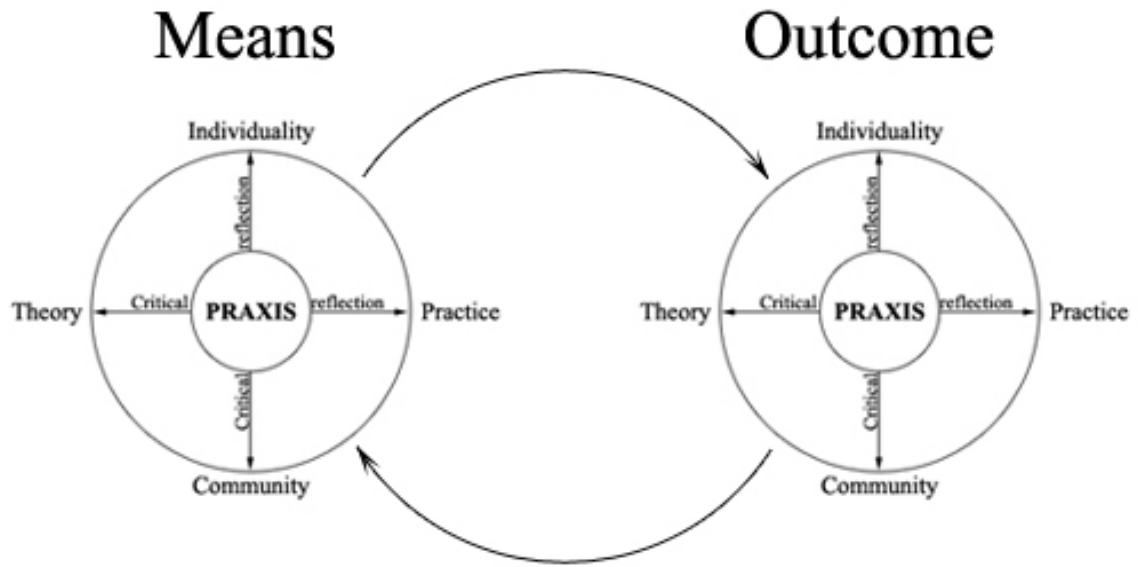 Means
Outcome
Individuality
reflection
Theory
Critical
PRAXIS
reflection
Practice
Critical
Community
Individuality
reflection
Theory
Critical
PRAXIS
reflection
Practice
Critical
Community